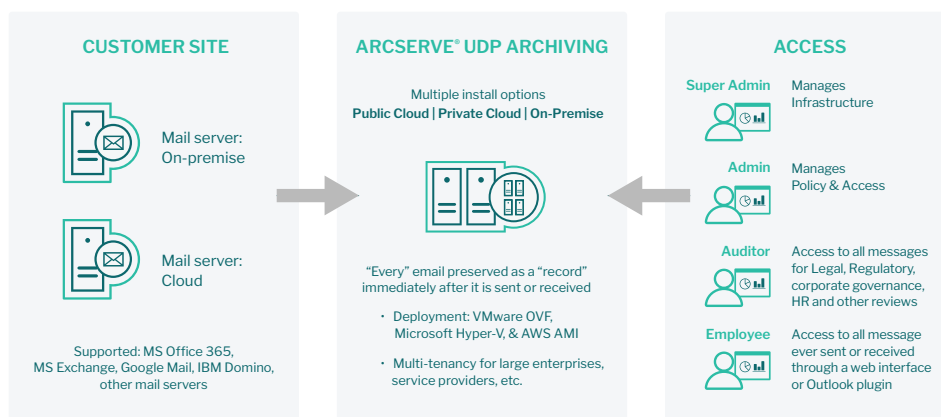 CUSTOMER SITE
Mail server:
On-premise
Mail server:
Cloud
Supported: MS Office 365,
MS Exchange, Google Mail, IBM Domino,
other mail servers
ARCSERVE® UDP ARCHIVING
Multiple install options
Public Cloud | Private Cloud | On-Premise
“Every” email preserved as a “record”
immediately after it is sent or received
• Deployment: VMware OVF,
Microsoft Hyper-V, & AWS AMI
• Multi-tenancy for large enterprises,
service providers, etc.
ACCESS
Super Admin
Manages
Infrastructure
Admin
Manages
Policy & Access
Auditor
Access to all messages
for Legal, Regulatory,
corporate governance,
HR and other reviews
Employee
Access to all message
ever sent or received
through a web interface
or Outlook plugin